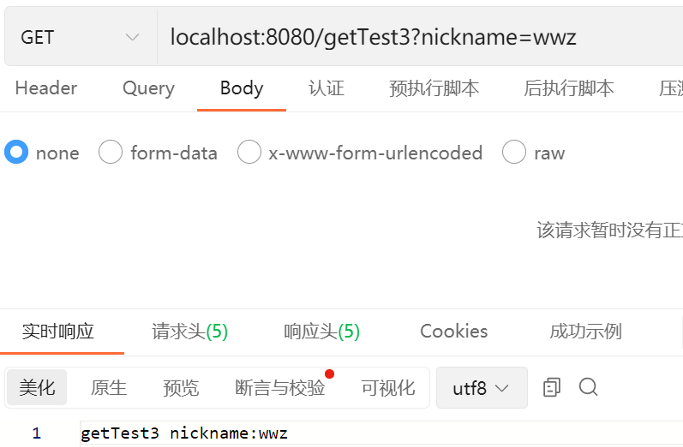 GET localhost:8080/getTest3?nickname=wwz
Header Query Body 认证 预执行脚本 后执行脚本 压测
none form-data x-www-form-urlencoded raw
该请求暂时没有正
实时响应 请求头(5) 响应头(5) Cookies 成功示例
美化 原生 预览 断言与校验 可视化 utf8
1 getTest3 nickname:wwz